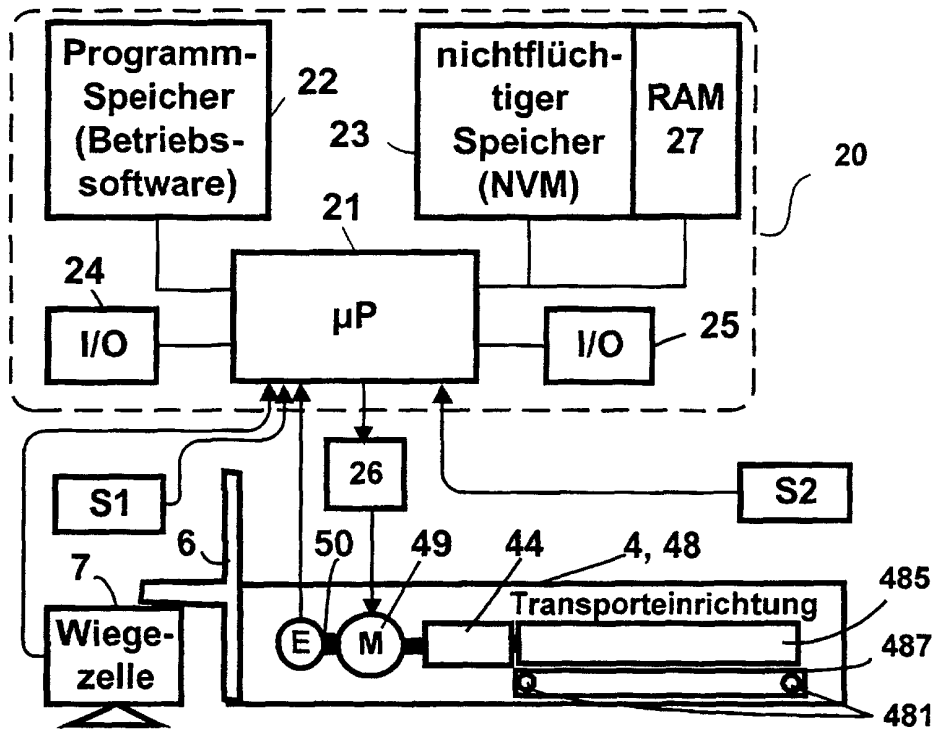 Programm-
Speicher
(Betriebs-
software)
22
23
nichtflüch-
tiger
Speicher
(NVM)
RAM
27
20
21
24
I/O
µP
I/O
25
26
S1
S2
6
7
50
49
44
4, 48
485
Transporteinrichtung
487
Wiege-
zelle
E
M
481